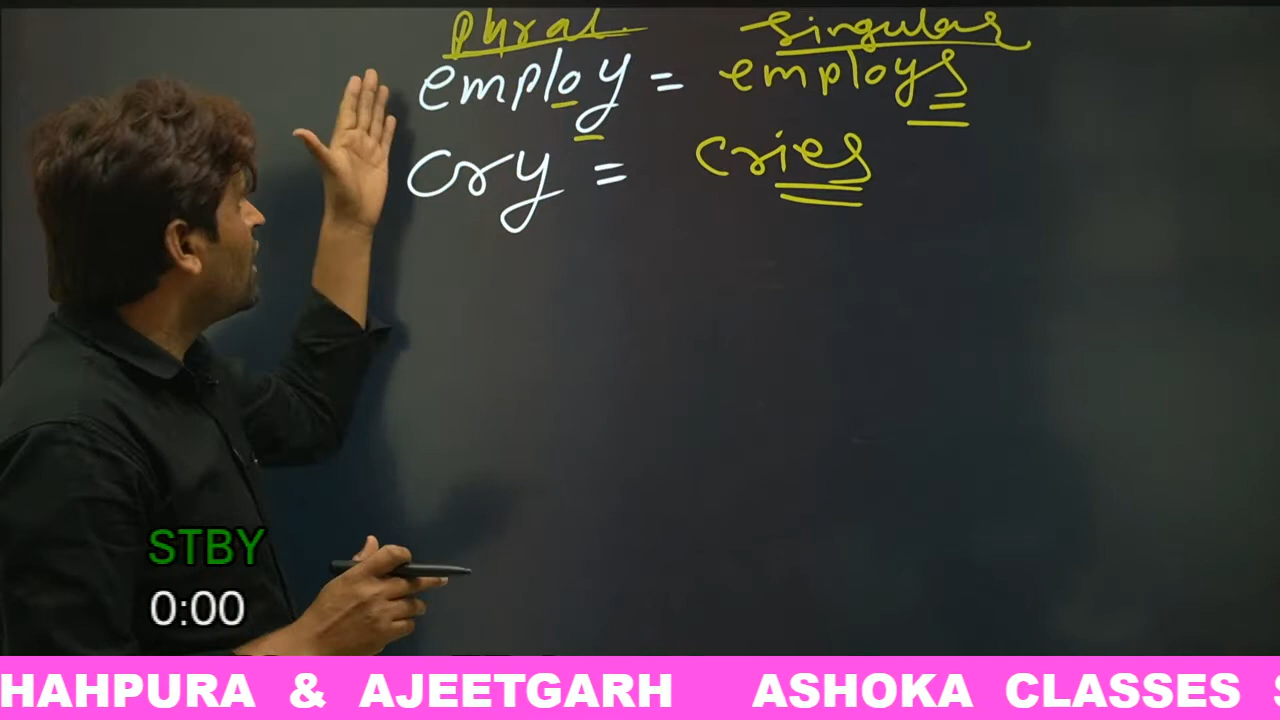 Plural Singular
employ = employs
cry = cries
STBY
0:00
HAHPURA & AJEETGARH ASHOKA CLASSES S